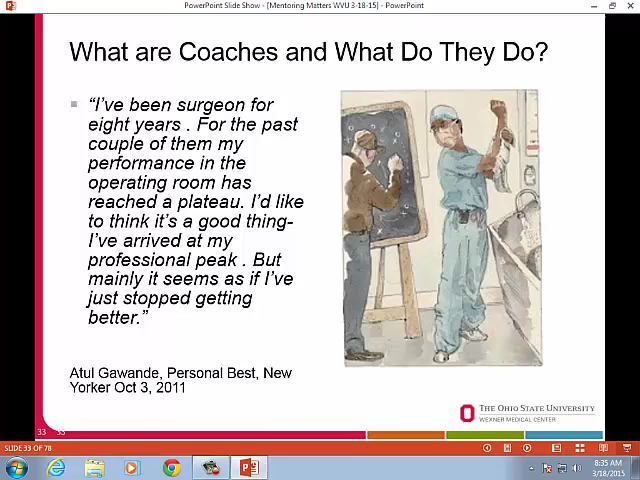 PowerPoint Slide Show - [Mentoring Matters WVU 3-18-15] - PowerPoint
What are Coaches and What Do They Do?
“I’ve been surgeon for
eight years . For the past
couple of them my
performance in the
operating room has
reached a plateau. I’d like
to think it’s a good thing-
I’ve arrived at my
professional peak . But
mainly it seems as if I’ve
just stopped getting
better.”
Atul Gawande, Personal Best, New
Yorker Oct 3, 2011
THE OHIO STATE UNIVERSITY
WEXNER MEDICAL CENTER
33 33
SLIDE 33 OF 78
8:35 AM
3/18/2015